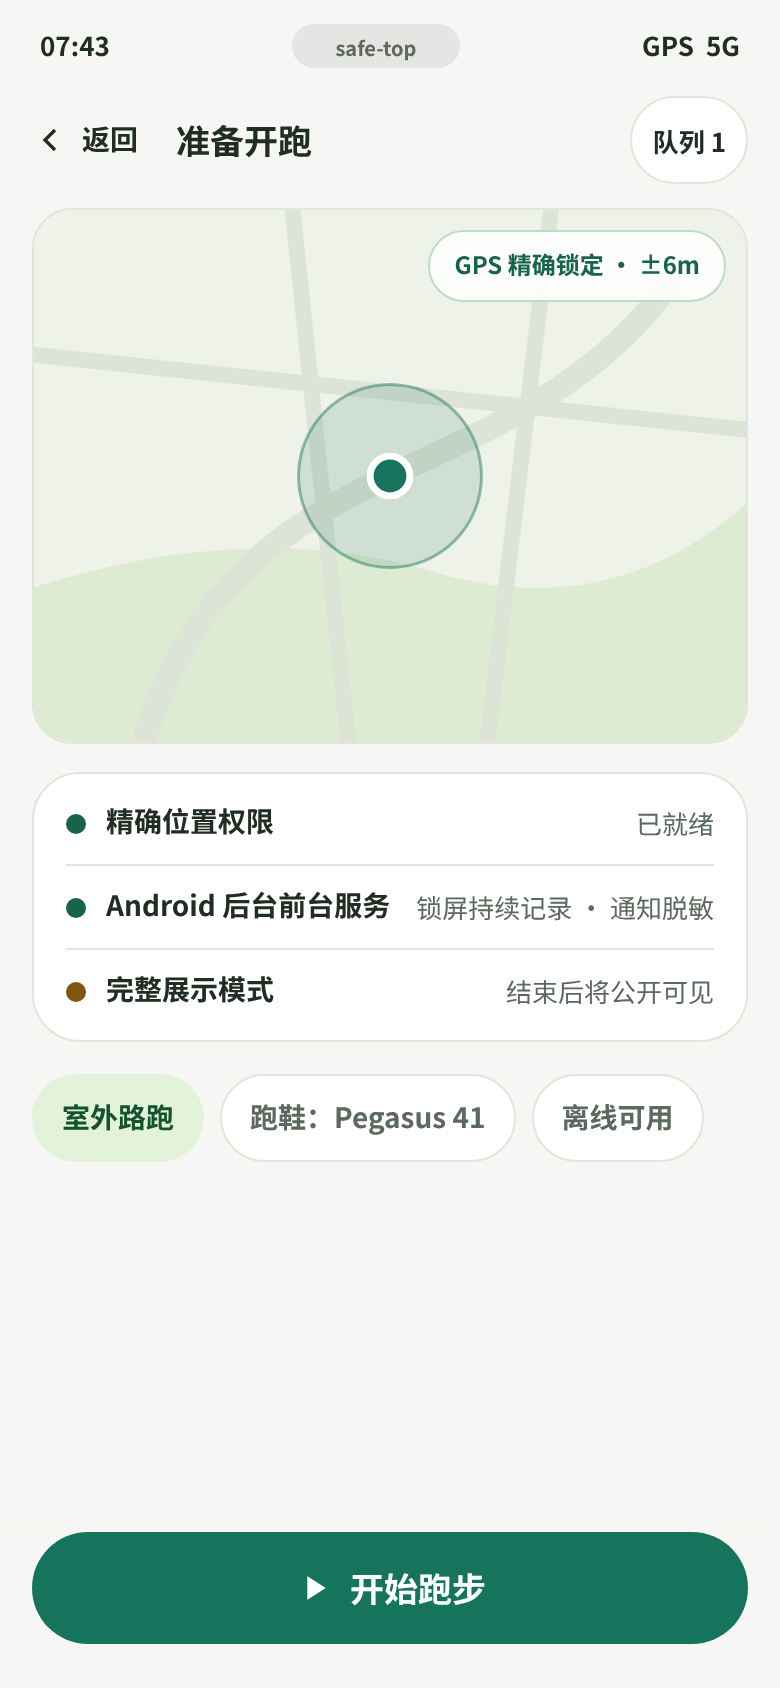 07:43 safe-top GPS 5G
返回 准备开跑 队列 1
GPS 精确锁定 · ±6m
精确位置权限 已就绪
Android 后台前台服务 锁屏持续记录 · 通知脱敏
完整展示模式 结束后将公开可见
室外路跑 跑鞋：Pegasus 41 离线可用
开始跑步